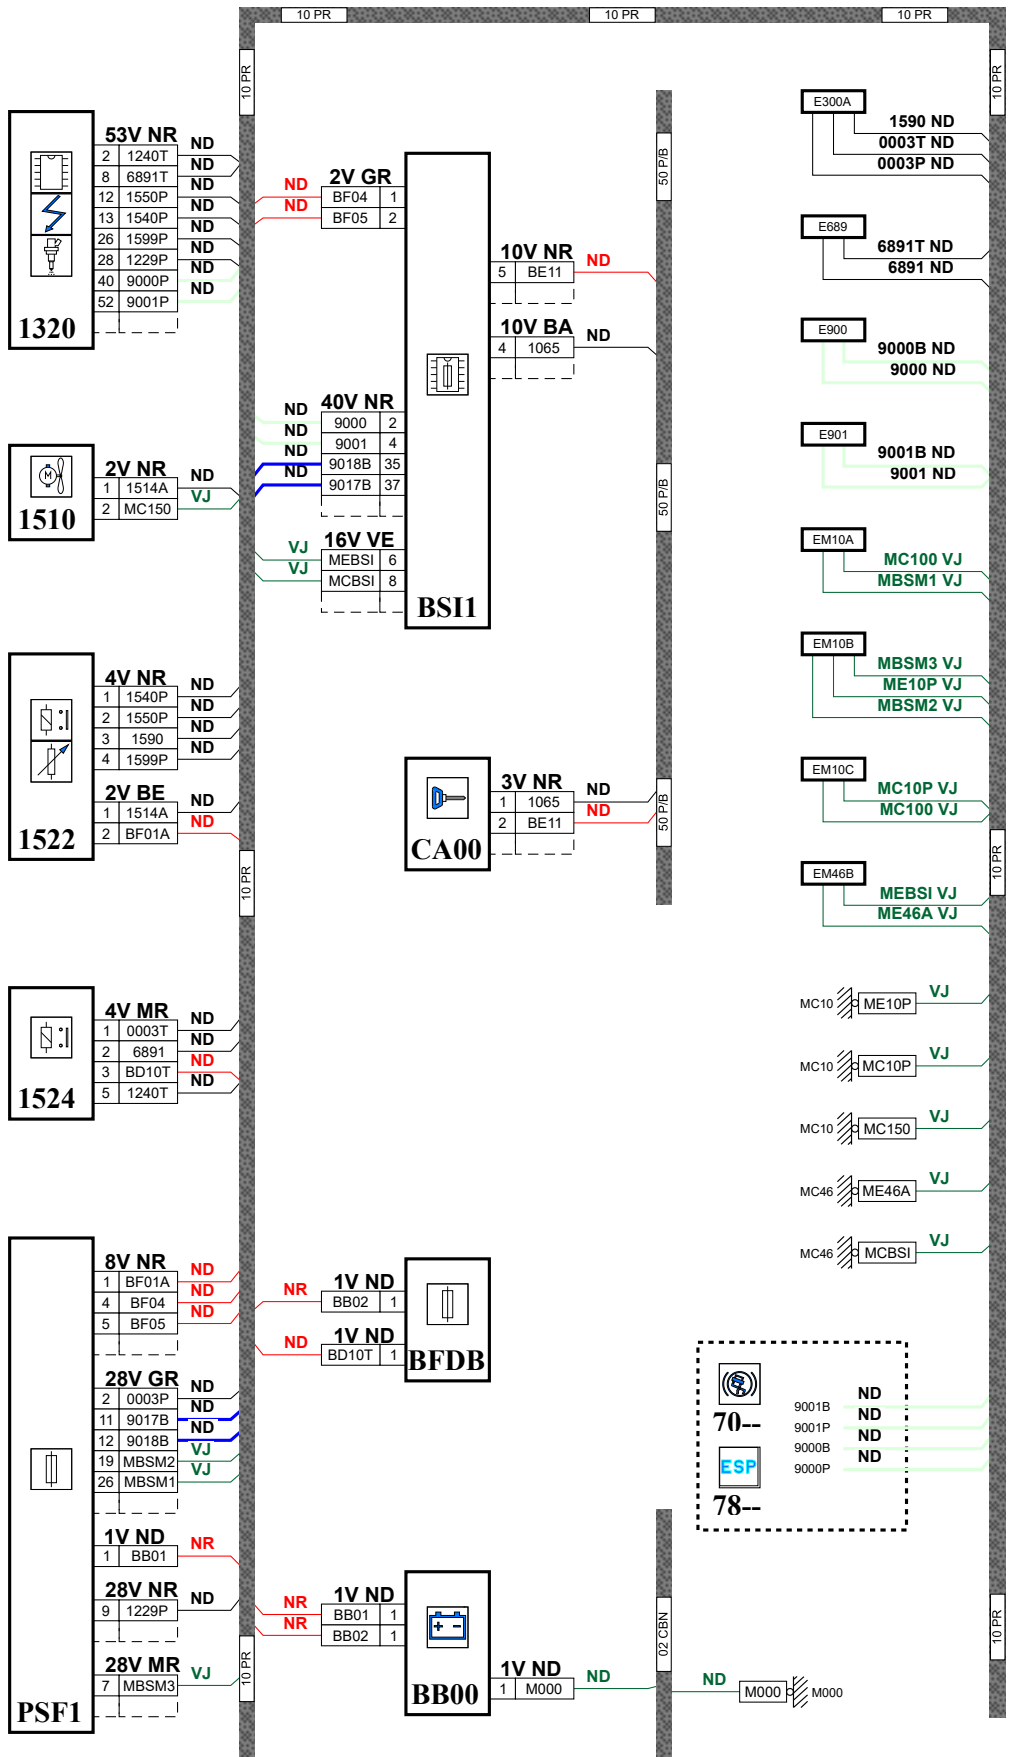 10 PR
10 PR
10 PR
10 PR
10 PR
1320
53V NR
2 1240T ND
8 6891T ND
12 1550P ND
13 1540P ND
26 1599P ND
28 1229P ND
40 9000P ND
52 9001P ND
1510
2V NR
1 1514A ND
2 MC150 VJ
1522
4V NR
1 1540P ND
2 1550P ND
3 1590 ND
4 1599P ND
2V BE
1 1514A ND
2 BF01A ND
10 PR
1524
4V MR
1 0003T ND
2 6891 ND
3 BD10T ND
5 1240T ND
PSF1
8V NR
1 BF01A ND
4 BF04 ND
5 BF05 ND
28V GR
2 0003P ND
11 9017B ND
12 9018B ND
19 MBSM2 VJ
26 MBSM1 VJ
1V ND
1 BB01 NR
28V NR
9 1229P ND
28V MR
7 MBSM3 VJ
10 PR
BSI1
2V GR
ND BF04 1
ND BF05 2
10V NR
5 BE11 ND
10V BA
4 1065 ND
40V NR
ND 9000 2
ND 9001 4
ND 9018B 35
ND 9017B 37
16V VE
VJ MEBSI 6
VJ MCBSI 8
50 P/B
50 P/B
50 P/B
CA00
3V NR
1 1065 ND
2 BE11 ND
BFDB
1V ND
NR BB02 1
1V ND
ND BD10T 1
BB00
1V ND
NR BB01 1
NR BB02 1
1V ND
1 M000 ND
02 CBN
ND M000 M000
E300A
1590 ND
0003T ND
0003P ND
E689
6891T ND
6891 ND
E900
9000B ND
9000 ND
E901
9001B ND
9001 ND
EM10A
MC100 VJ
MBSM1 VJ
EM10B
MBSM3 VJ
ME10P VJ
MBSM2 VJ
EM10C
MC10P VJ
MC100 VJ
10 PR
EM46B
MEBSI VJ
ME46A VJ
MC10 ME10P VJ
MC10 MC10P VJ
MC10 MC150 VJ
MC46 ME46A VJ
MC46 MCBSI VJ
70--
ESP
78--
9001B ND
9001P ND
9000B ND
9000P ND
10 PR